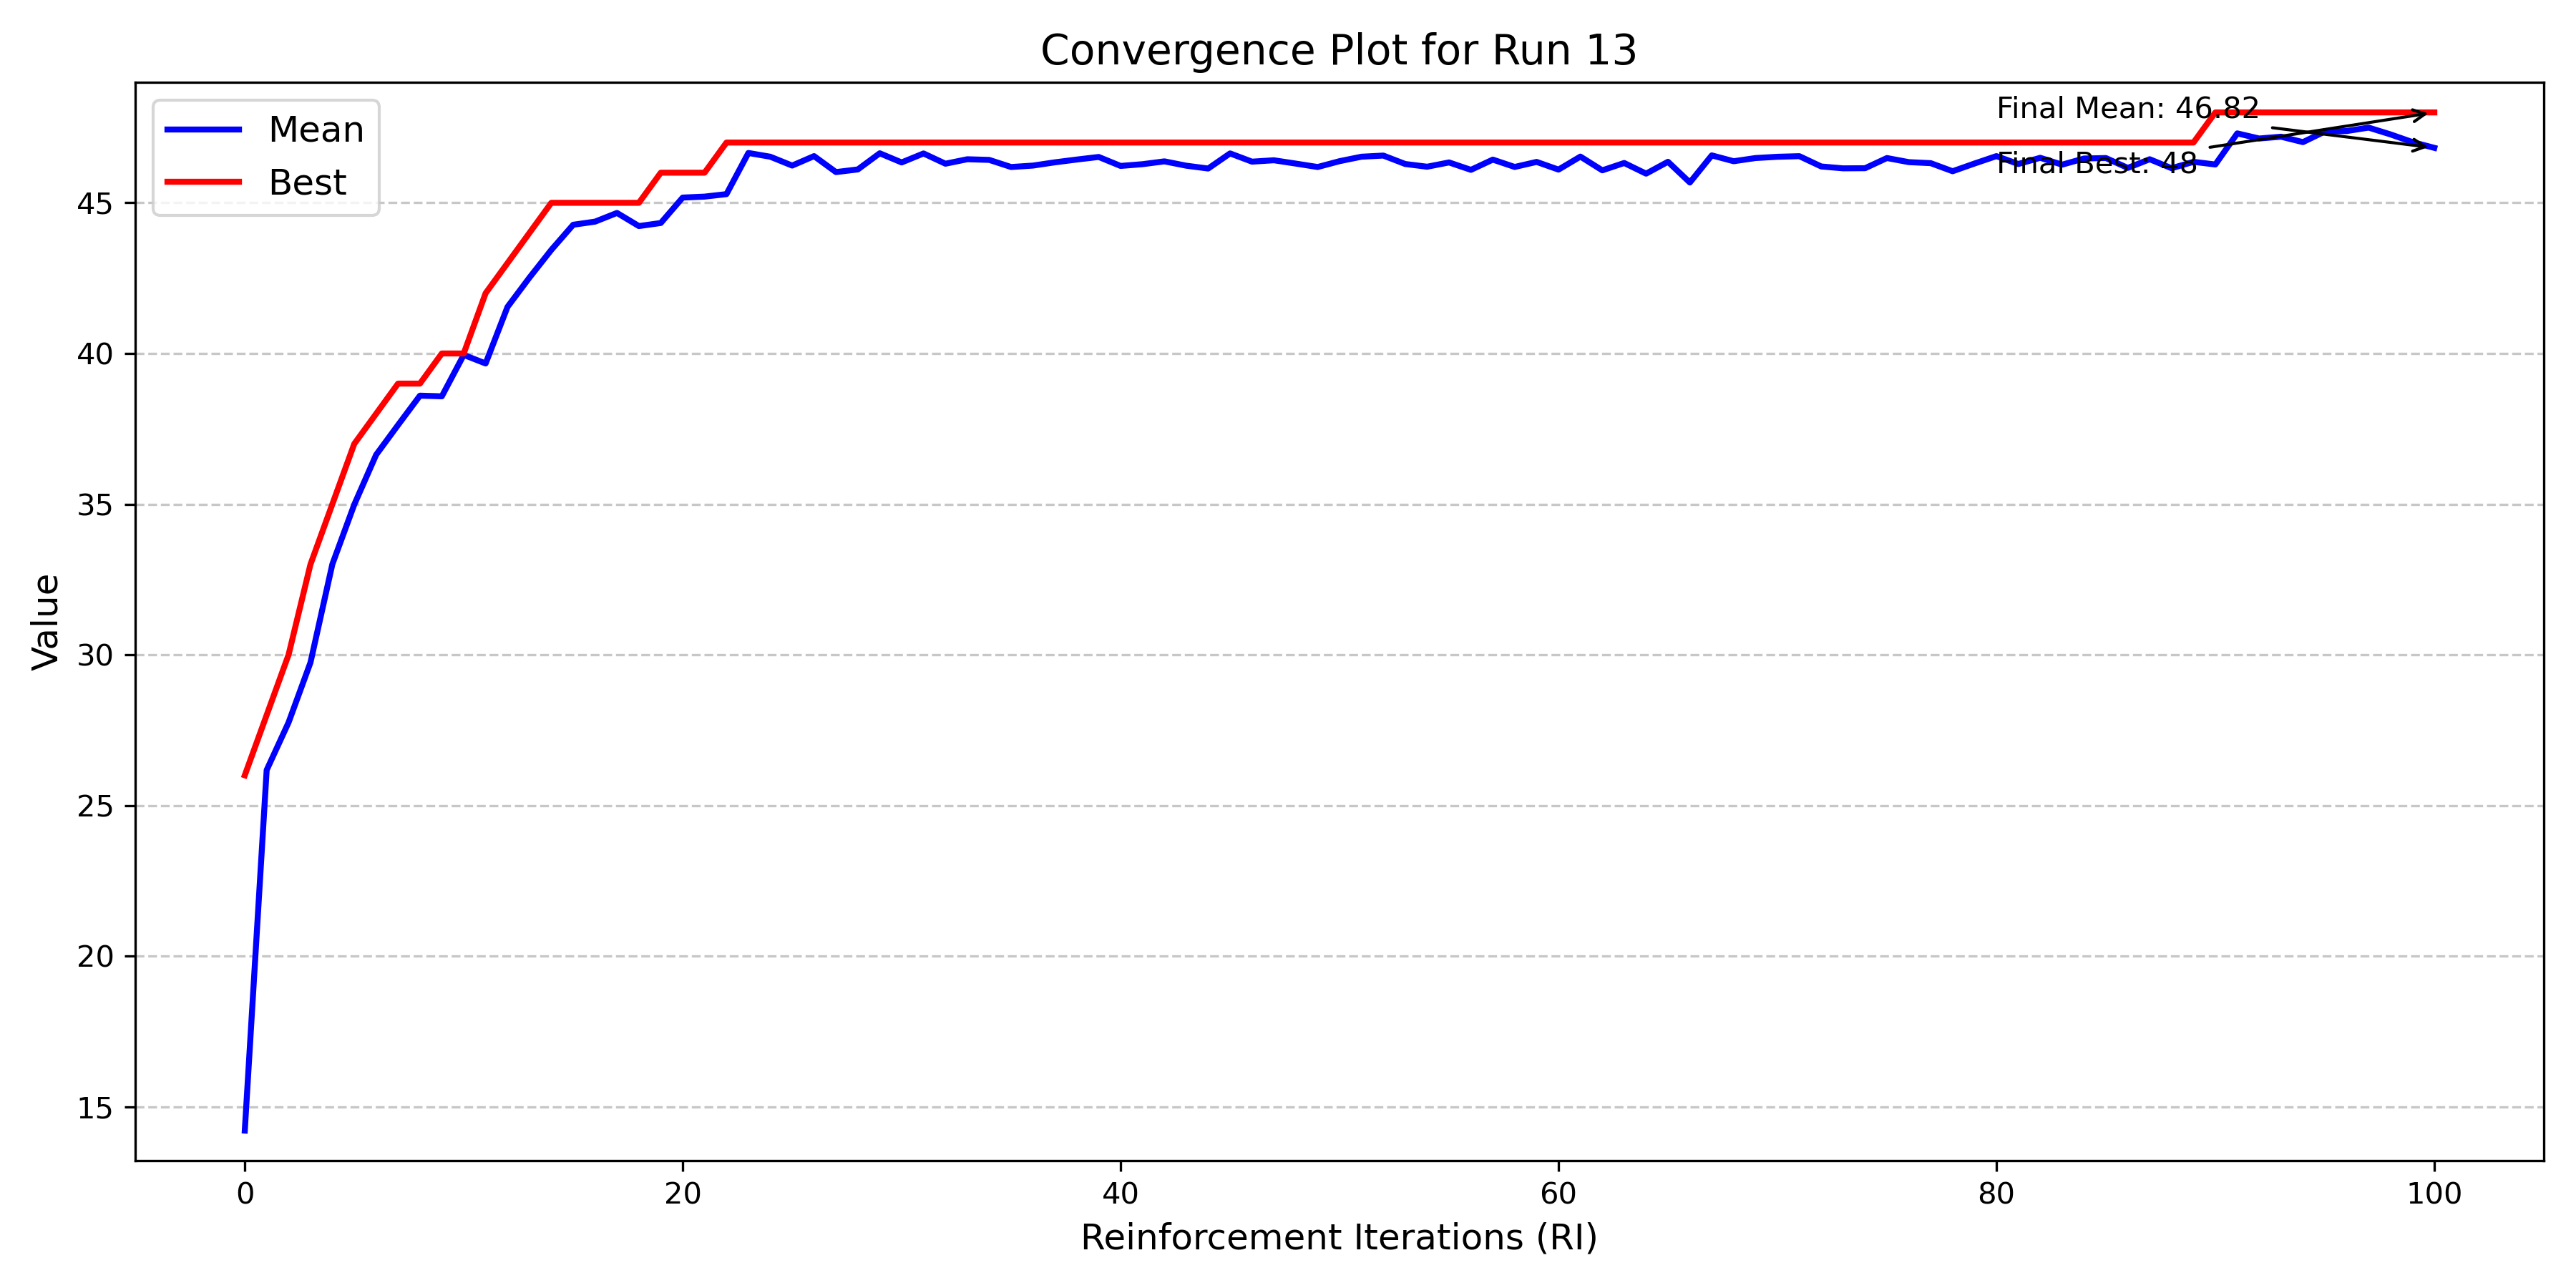 Convergence Plot for Run 13
Mean
Best
Final Mean: 46.82
Final Best: 48
45
40
35
30
25
20
15
Value
0 20 40 60 80 100
Reinforcement Iterations (RI)